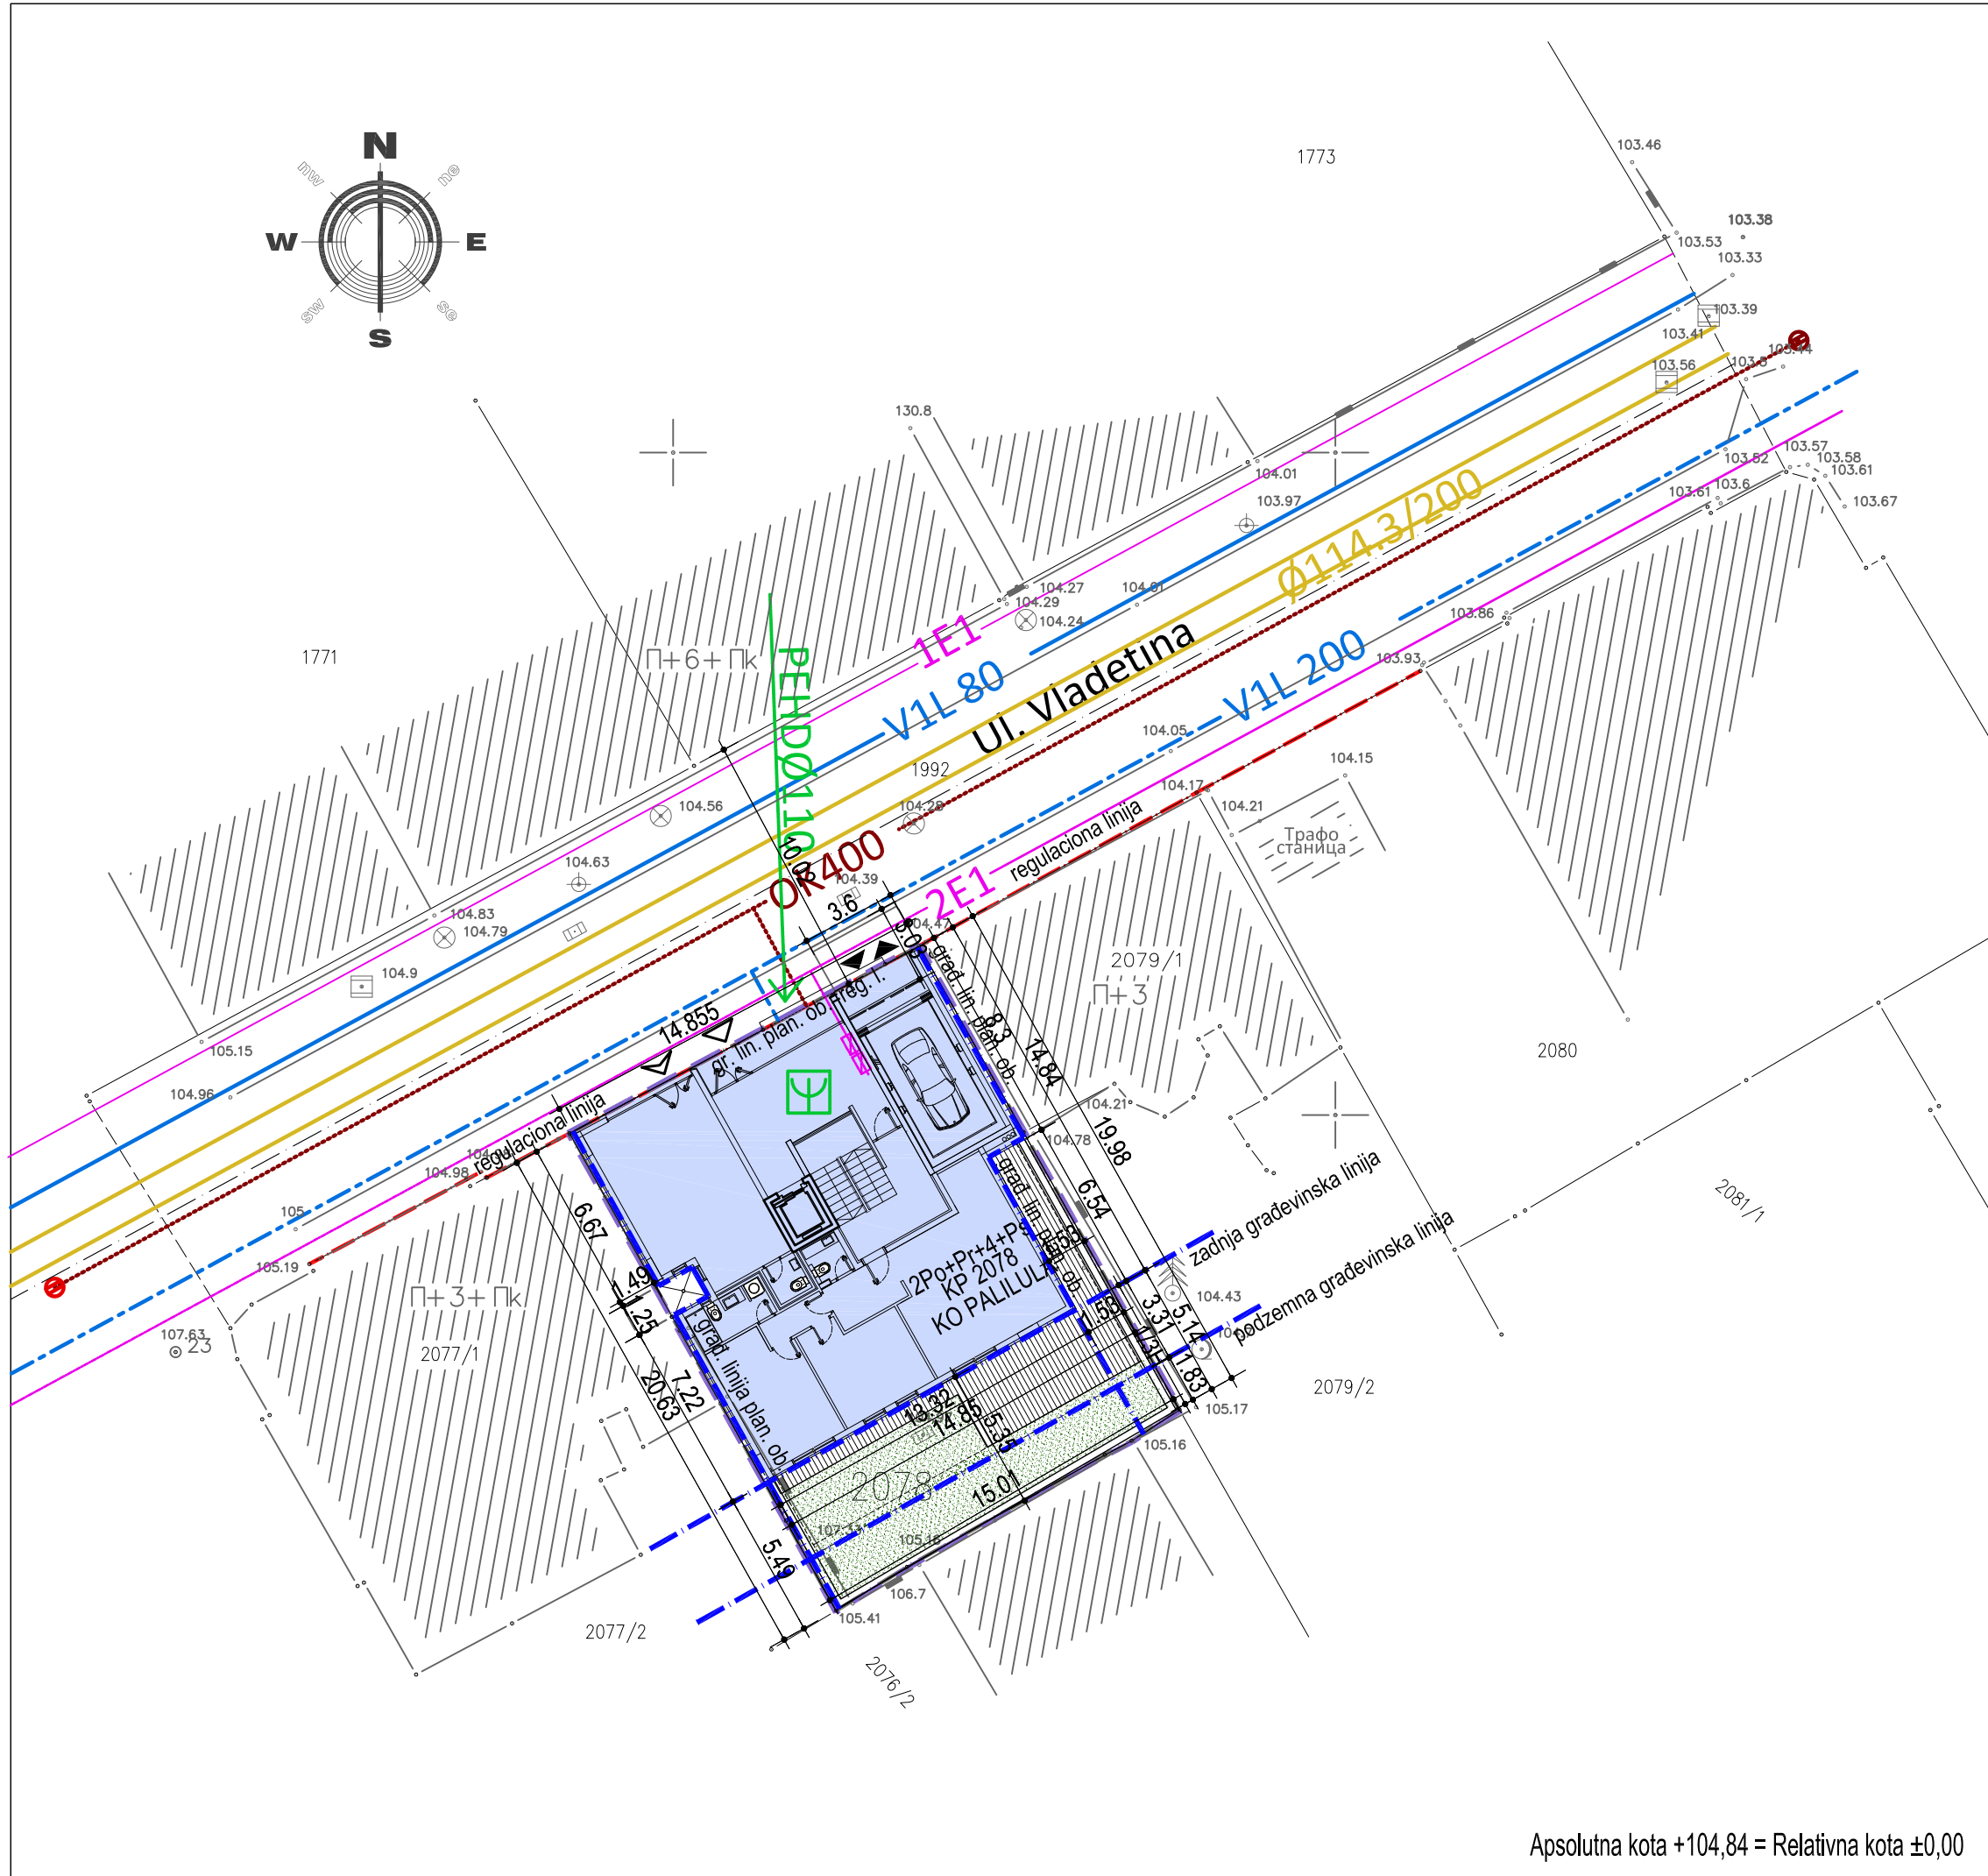 N
nw
ne
W
E
sw
se
S
1773
103.46
103.38
103.53
103.33
103.39
103.41
103.56
103.44
103.57
103.58
103.61
103.52
103.6
103.61
103.67
130.8
104.01
103.97
Ø114.3/200
104.27
104.29
104.24
103.86
103.93
1771
П+6+Пk
1E1
PEHDØ110
V1L 80
Ul. Vladetina
V1L 200
1992
104.05
104.15
104.17
104.21
104.56
104.28
regulaciona linija
Трафо
станица
104.63
OK400
104.39
104.83
104.79
3.6
2E1
104.47
104.9
2079/1
П+3
14.855
gr. lin. plan. ob.=reg. l.
građ. lin. plan. ob.
8.3
14.84
105.15
104.96
2080
104.21
104.78
19.98
regulaciona linija
104.98
105
6.67
6.54
građ. lin. plan. ob.
2081/1
zadnja građevinska linija
podzemna građevinska linija
105.19
1.49
1.25
2Po+Pr+4+Ps
KP 2078
KO PALILULA
1.53
1.53
3.31
5.14
104.43
П+3+Пk
107.63
23
2077/1
građ. linija plan. ob.
7.22
20.63
13.32
14.85
5.35
11.83
2079/2
105.17
105.16
2078
15.01
5.49
105.41
106.7
2077/2
2076/2
Apsolutna kota +104,84 = Relativna kota ±0,00